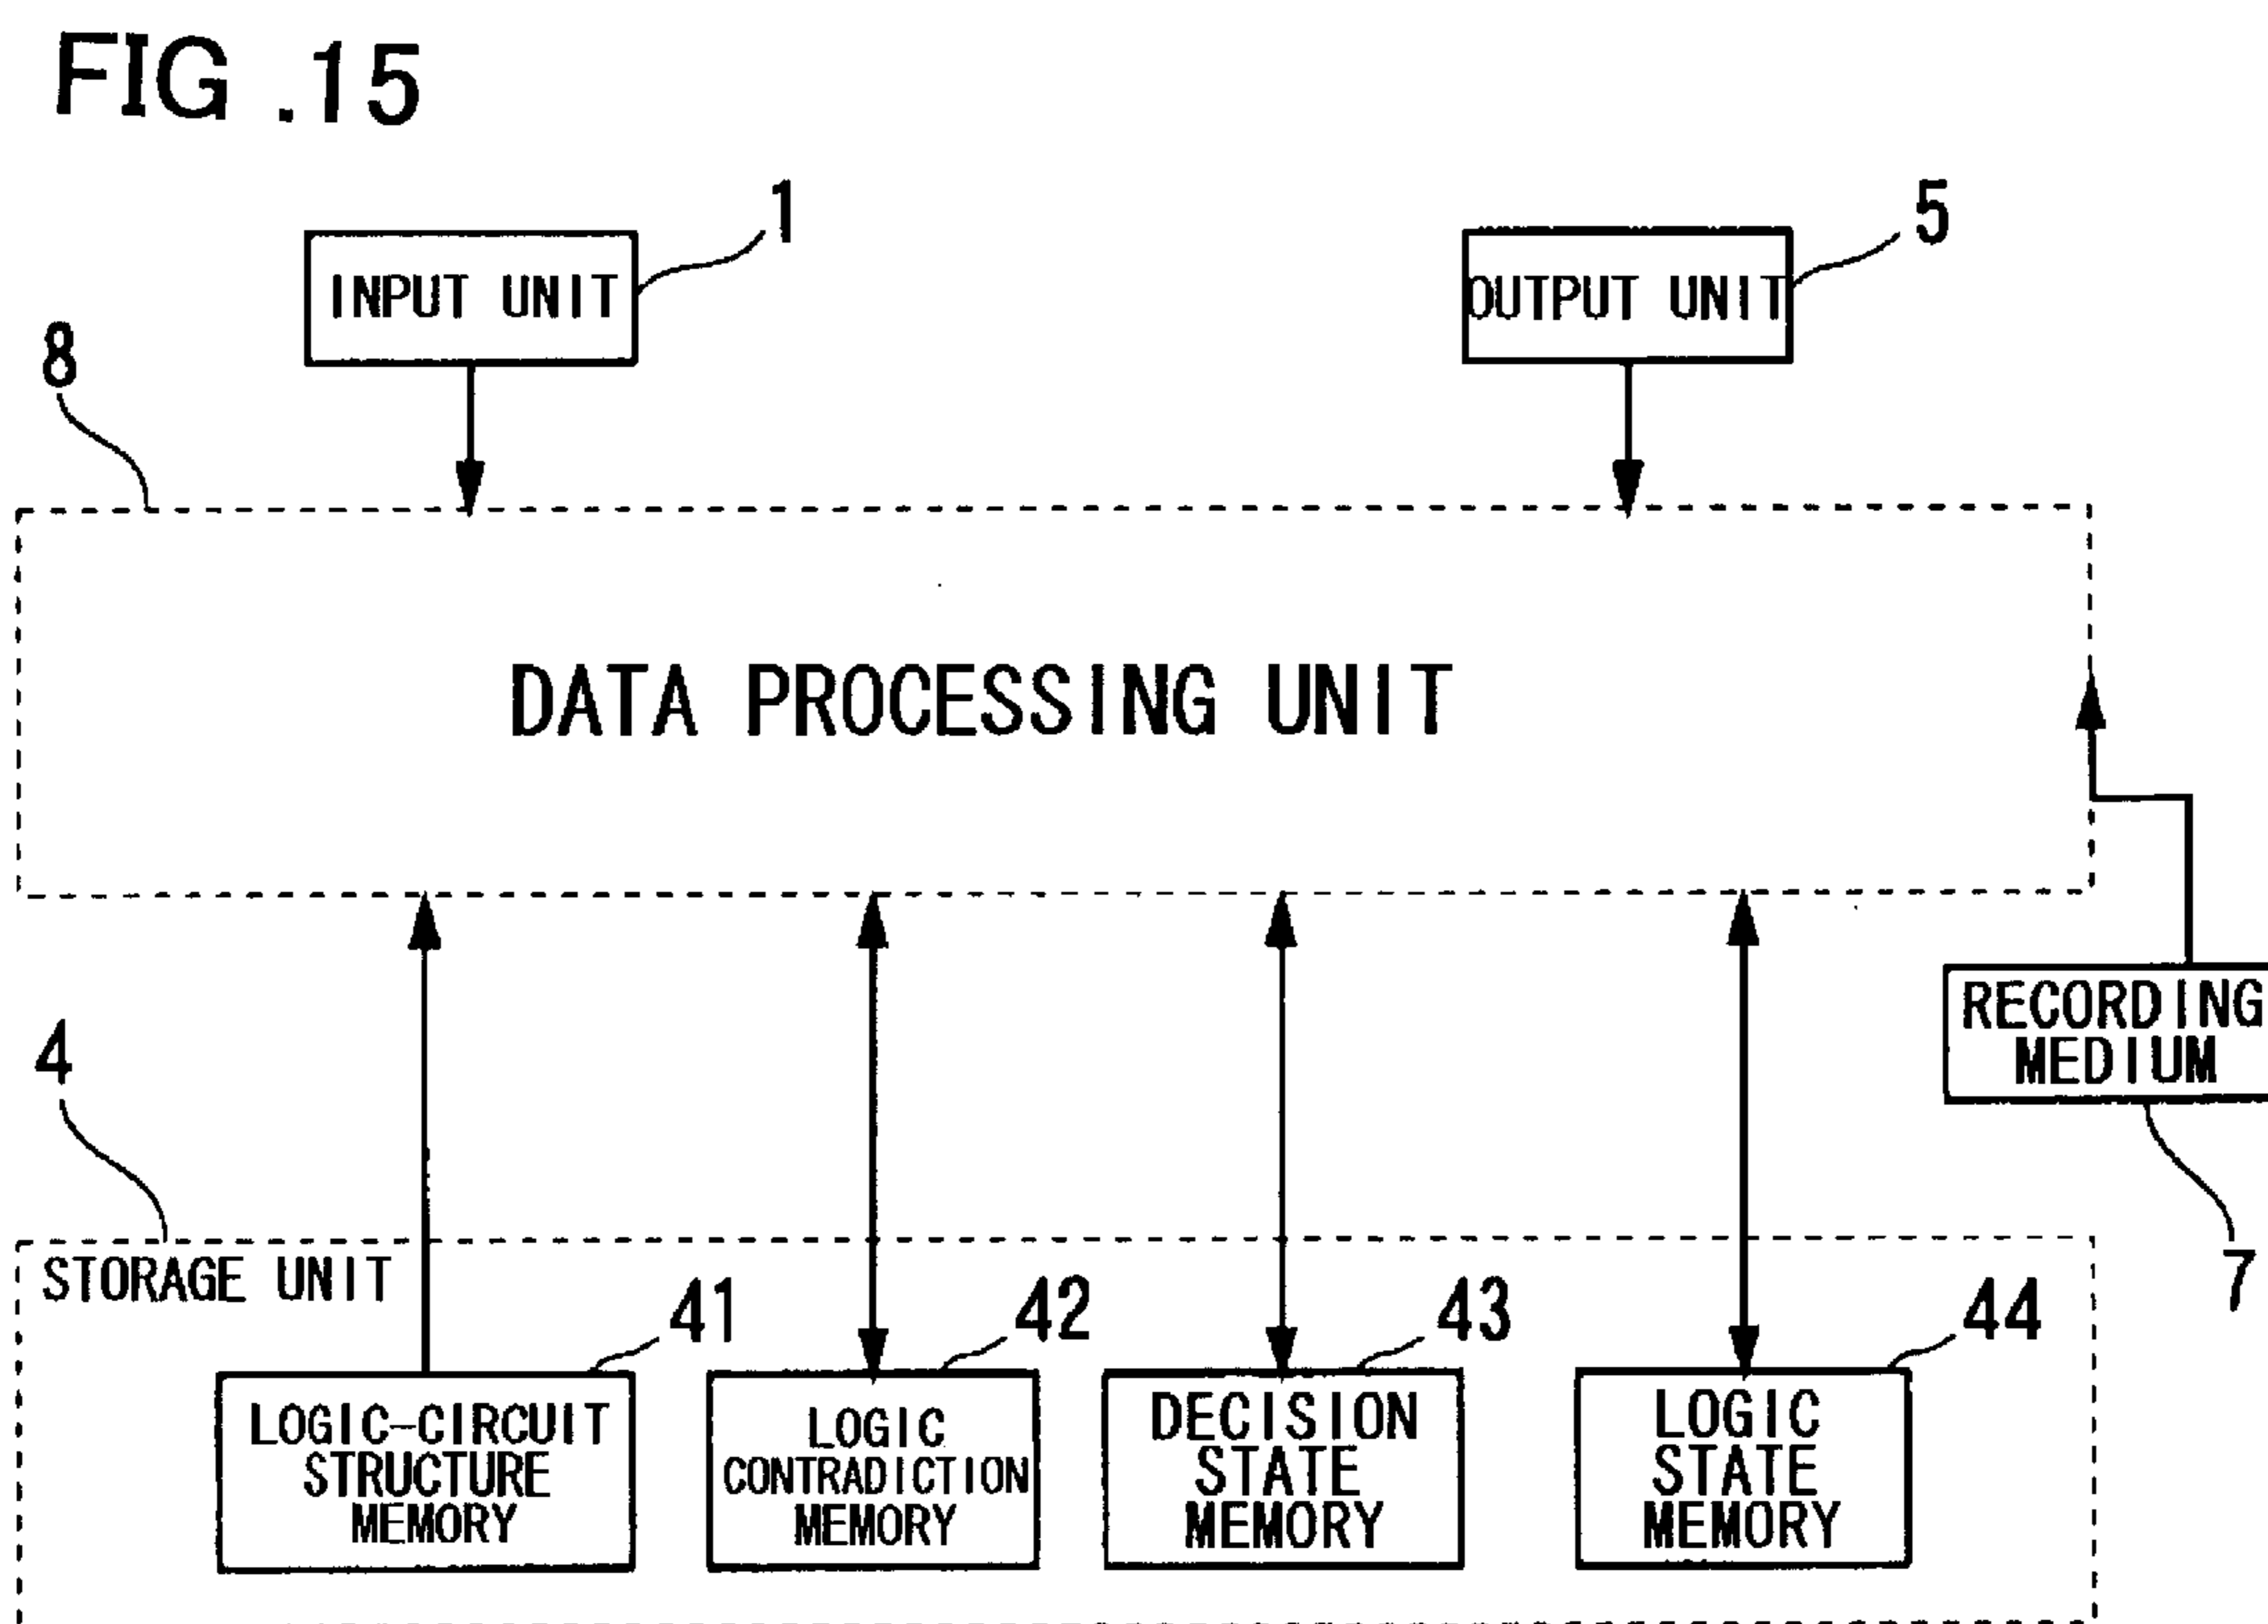 FIG .15
1
5
INPUT UNIT
OUTPUT UNIT
8
DATA PROCESSING UNIT
RECORDING
MEDIUM
4
7
STORAGE UNIT
41
42
43
44
LOGIC-CIRCUIT
STRUCTURE
MEMORY
LOGIC
CONTRADICTION
MEMORY
DECISION
STATE
MEMORY
LOGIC
STATE
MEMORY